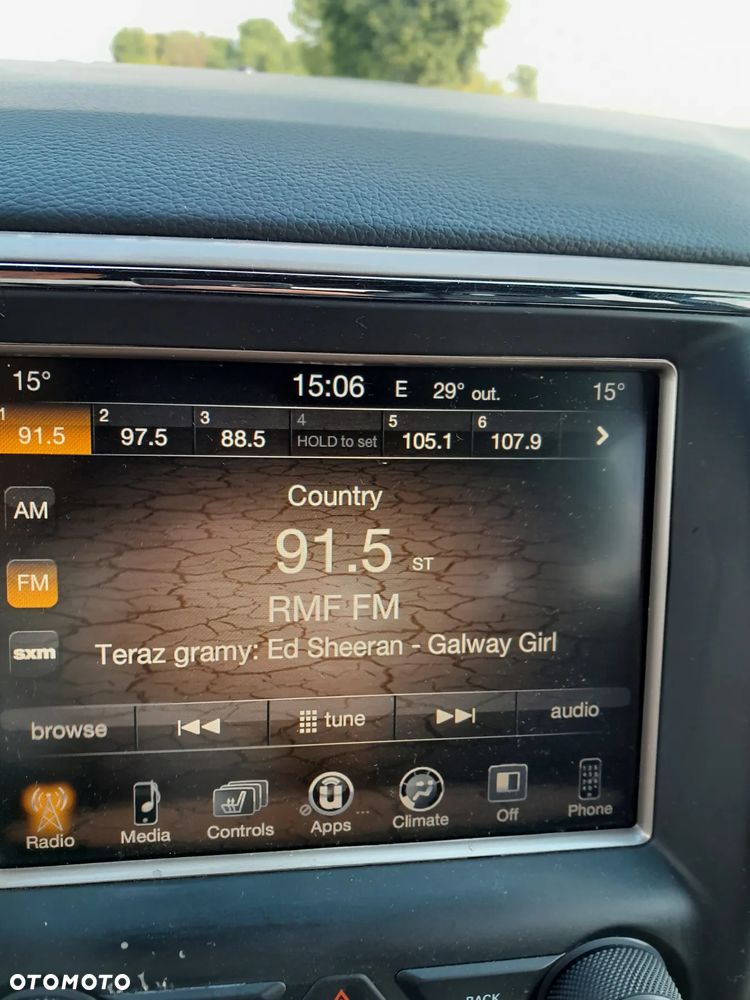 15° 15:06 E 29° out. 15°
1 2 3 4 5 6
91.5 97.5 88.5 HOLD to set 105.1 107.9
Country
AM
91.5 ST
FM
RMF FM
sxm
Teraz gramy: Ed Sheeran - Galway Girl
browse tune audio
Radio Media Controls Apps Climate Off Phone
BACK
OTOMOTO